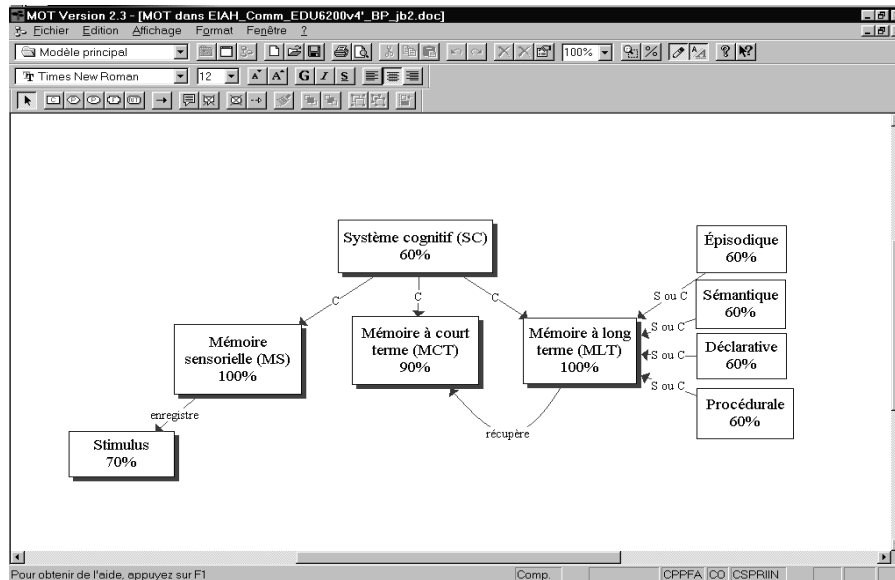 MOT Version 2.3 - [MOT dans EIAH_Comm_EDU6200v4'_BP_jb2.doc]
Fichier Edition Affichage Format Fenêtre ?
Modèle principal 100%
Times New Roman 12 A A G I S
Système cognitif (SC)
60%
C
C
C
Mémoire
sensorielle (MS)
100%
Mémoire à court
terme (MCT)
90%
Mémoire à long
terme (MLT)
100%
Épisodique
60%
Sémantique
60%
Déclarative
60%
Procédurale
60%
S ou C
S ou C
S ou C
S ou C
enregistre
récupère
Stimulus
70%
Pour obtenir de l'aide, appuyez sur F1 Comp. CPPFA CO CSPRIIN